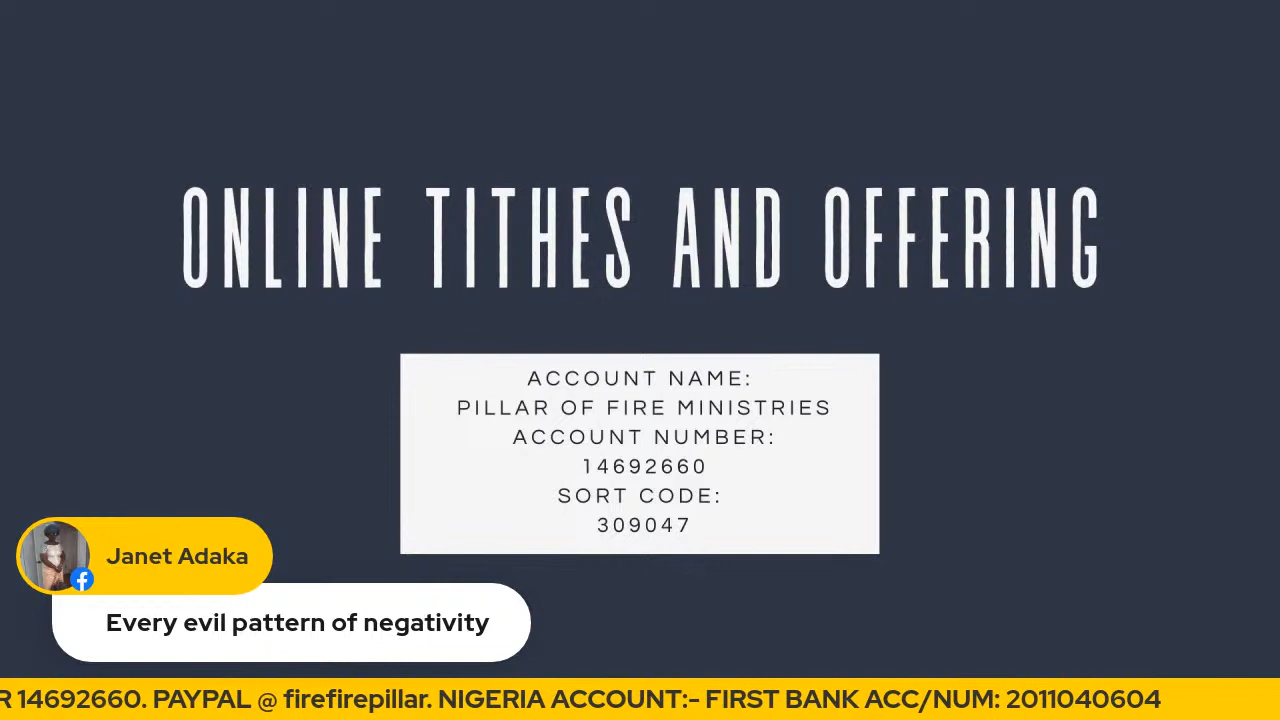 ONLINE TITHES AND OFFERING
ACCOUNT NAME:
PILLAR OF FIRE MINISTRIES
ACCOUNT NUMBER:
14692660
SORT CODE:
309047
Janet Adaka
Every evil pattern of negativity
R 14692660. PAYPAL @ firefirepillar. NIGERIA ACCOUNT:- FIRST BANK ACC/NUM: 2011040604